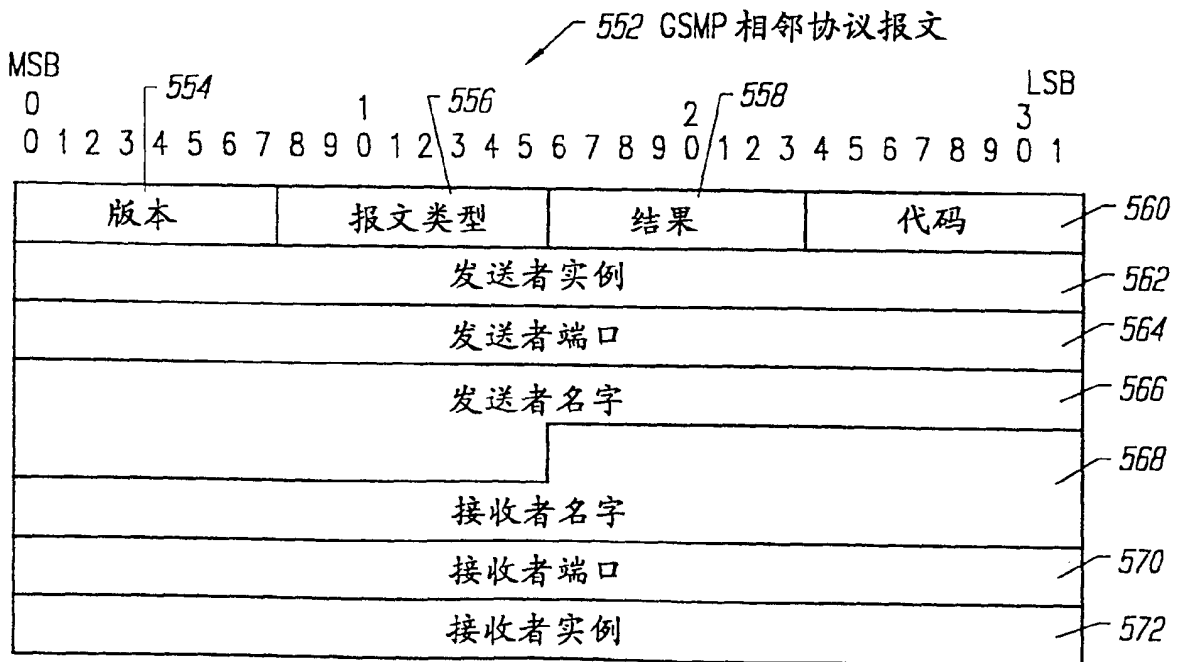 552 GSMP 相邻协议报文
MSB LSB
554 556 558
0 1 2 3
0 1 2 3 4 5 6 7 8 9 0 1 2 3 4 5 6 7 8 9 0 1 2 3 4 5 6 7 8 9 0 1
版本 报文类型 结果 代码 560
发送者实例 562
发送者端口 564
发送者名字 566
568
接收者名字
接收者端口 570
接收者实例 572